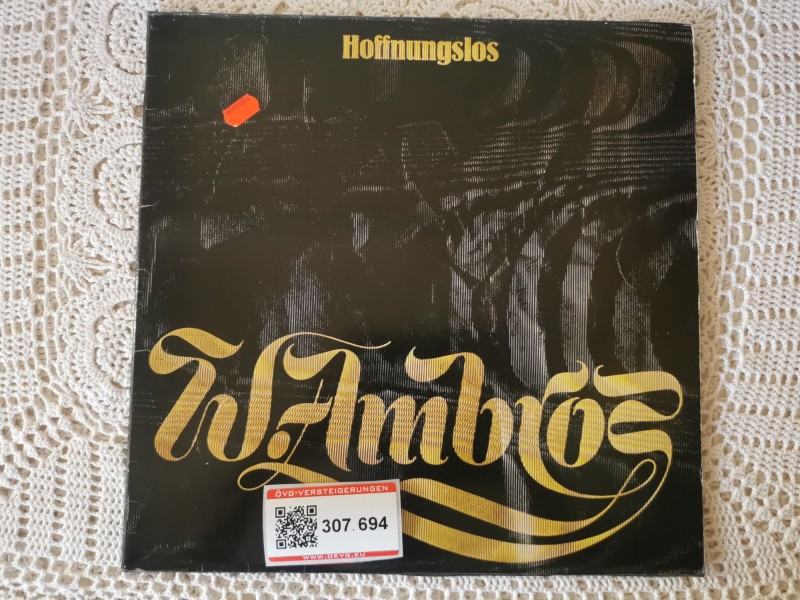 Hoffnungslos
W. Ambros
ÖVG-VERSTEIGERUNGEN
307.694
WWW.OEVG.EU